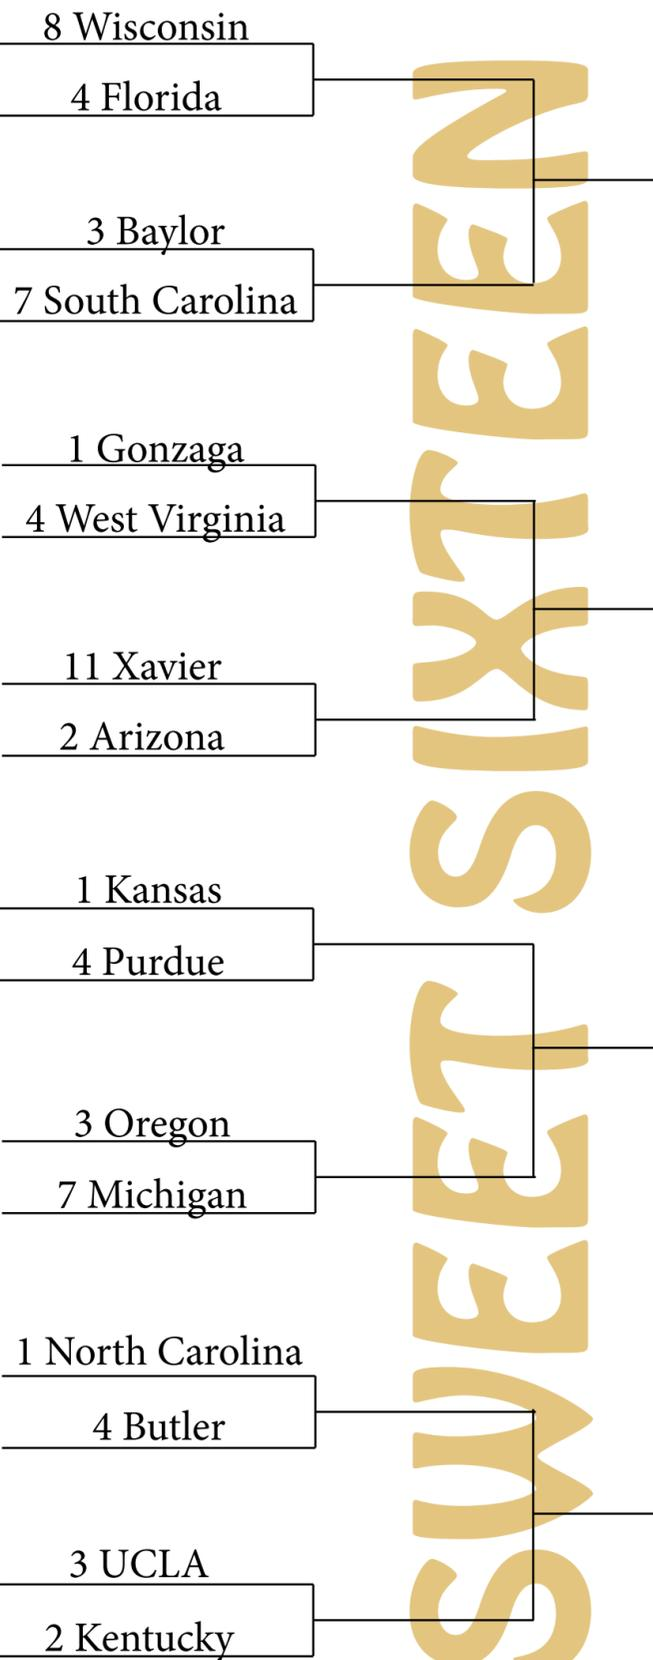 8 Wisconsin
4 Florida
3 Baylor
7 South Carolina
1 Gonzaga
4 West Virginia
11 Xavier
2 Arizona
1 Kansas
4 Purdue
3 Oregon
7 Michigan
1 North Carolina
4 Butler
3 UCLA
2 Kentucky
SWEET SIXTEEN